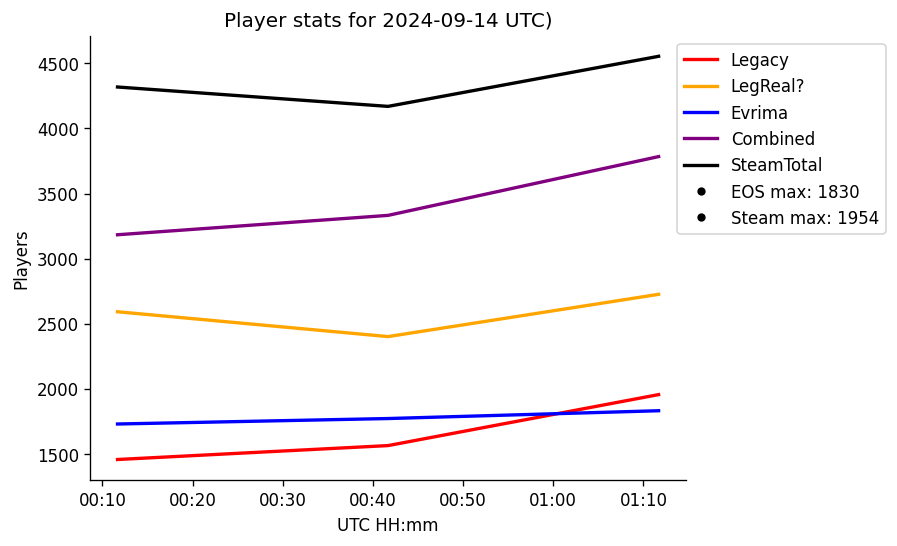 Player stats for 2024-09-14 UTC)
Legacy
LegReal?
Evrima
Combined
SteamTotal
EOS max: 1830
Steam max: 1954
Players
4500
4000
3500
3000
2500
2000
1500
00:10 00:20 00:30 00:40 00:50 01:00 01:10
UTC HH:mm